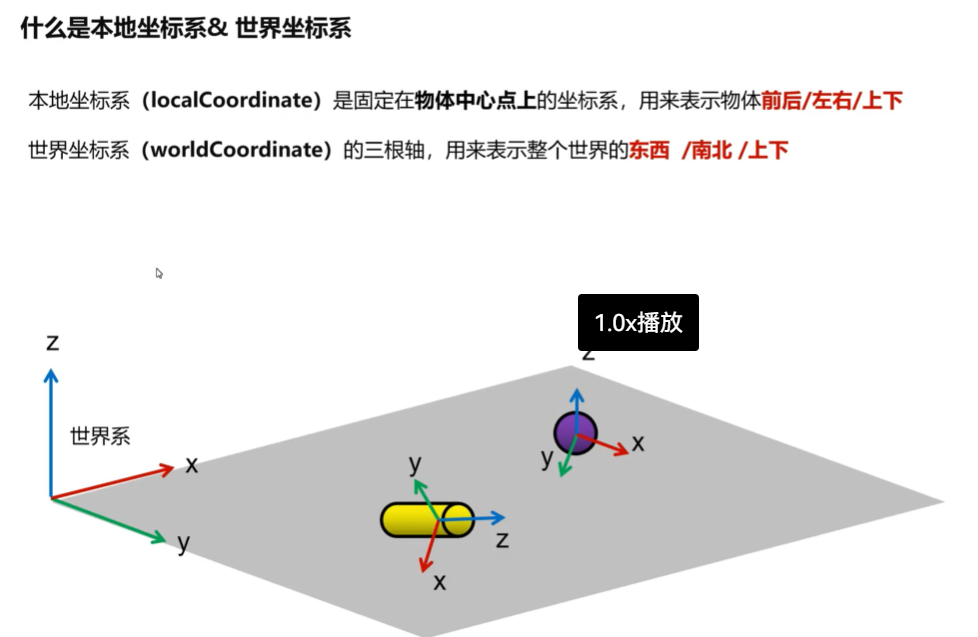 什么是本地坐标系& 世界坐标系
本地坐标系（localCoordinate）是固定在物体中心点上的坐标系，用来表示物体前后/左右/上下
世界坐标系（worldCoordinate）的三根轴，用来表示整个世界的东西 /南北 /上下
1.0x播放
z
z
世界系
x
y
x
y
y
z
x